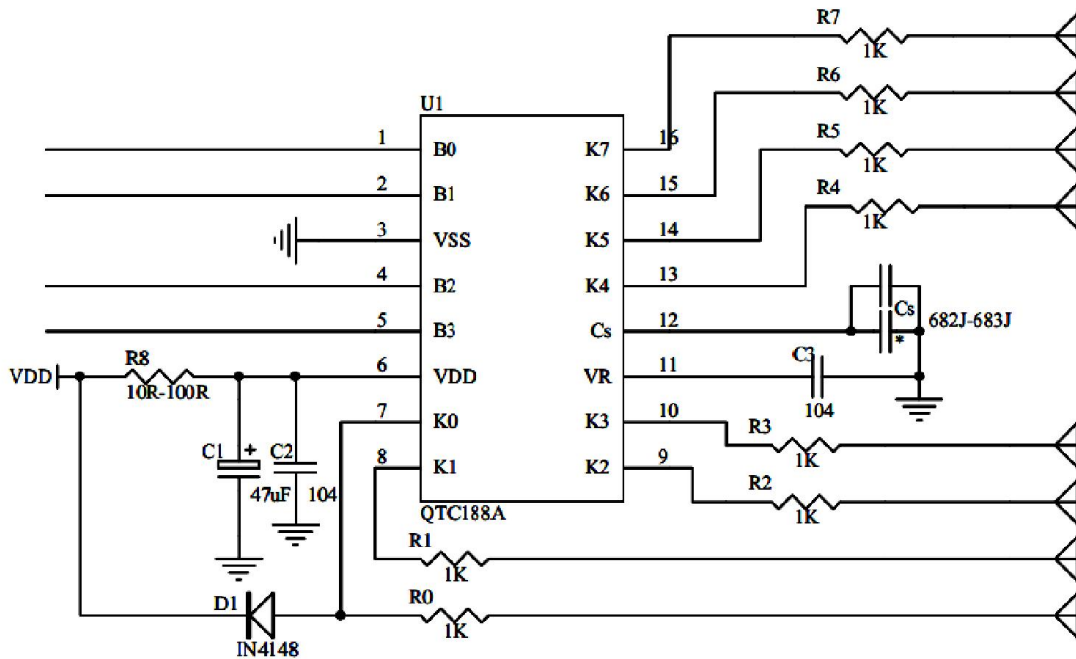 R7
1K
R6
1K
U1
R5
1K
1 B0 K7 16
R4
1K
2 B1 K6 15
3 VSS K5 14
4 B2 K4 13
Cs
682J-683J
5 B3 Cs 12
*
R8
C3
VDD 6 VDD VR 11
10R-100R
104
7 K0 K3 10
R3
1K
C1 + C2
8 K1 K2 9
R2
1K
47uF 104
QTC188A
R1
1K
D1
R0
1K
IN4148